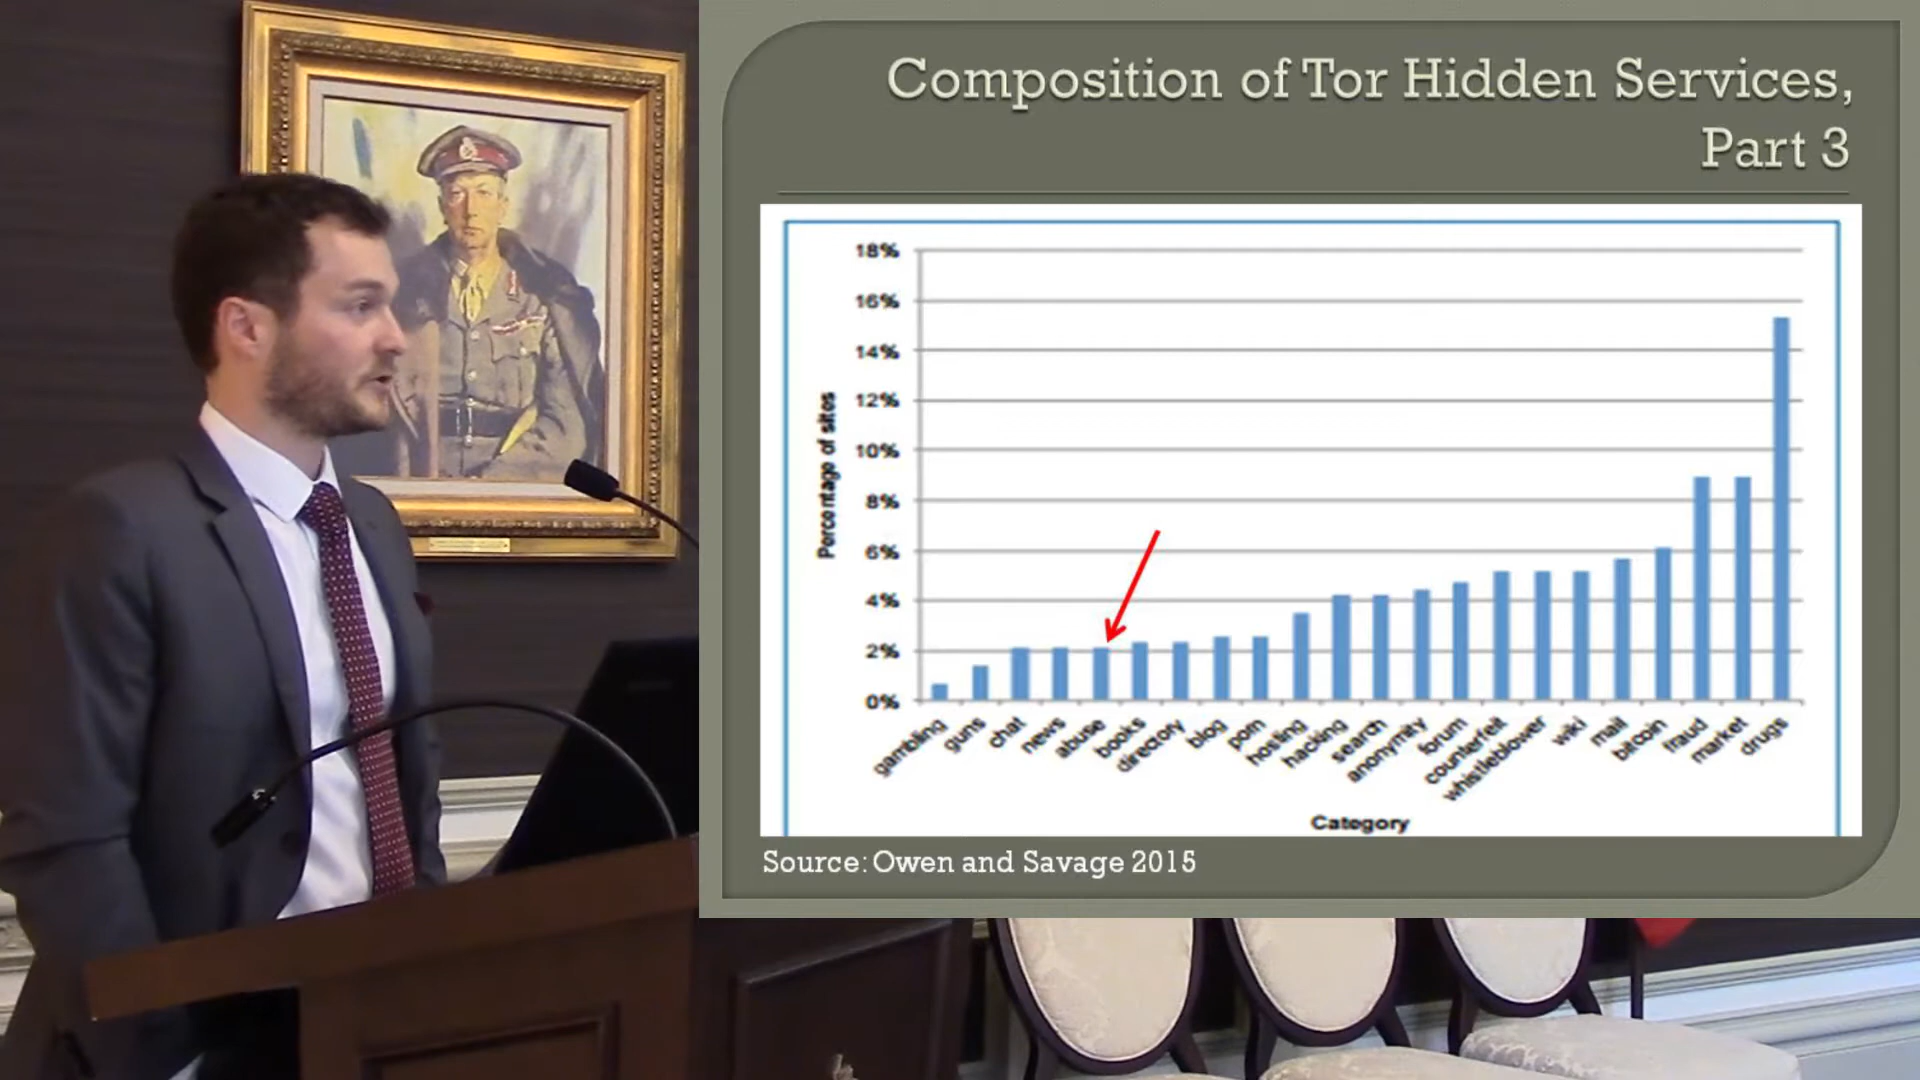 Composition of Tor Hidden Services,
Part 3
18%
16%
14%
12%
10%
8%
6%
4%
2%
0%
Percentage of sites
gambling
guns
chat
news
abuse
books
directory
blog
porn
hosting
hacking
search
anonymity
forum
counterfeit
whistleblower
wiki
mail
bitcoin
fraud
market
drugs
Category
Source: Owen and Savage 2015